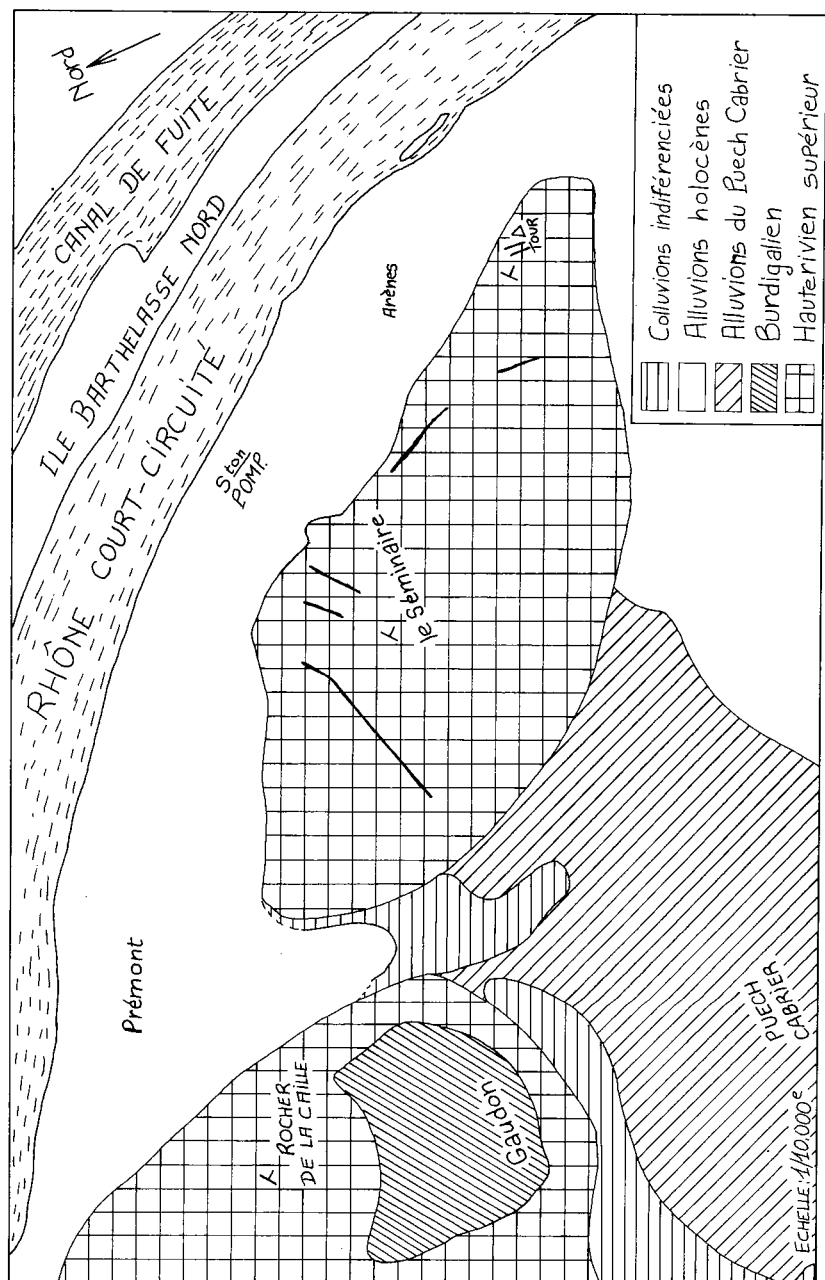 Nord
CANAL DE FUITE
ILE BARTHELASSE NORD
RHÔNE COURT-CIRCUITÉ
Ston
POMP.
Arènes
TOUR
le Séminaire
Prémont
ROCHER
DE LA CAILLE
Gaudon
PUECH
CABRIER
ECHELLE: 1/10.000e
Colluvions indiférenciées
Alluvions holocènes
Alluvions du Puech Cabrier
Burdigalien
Hauterivien supérieur